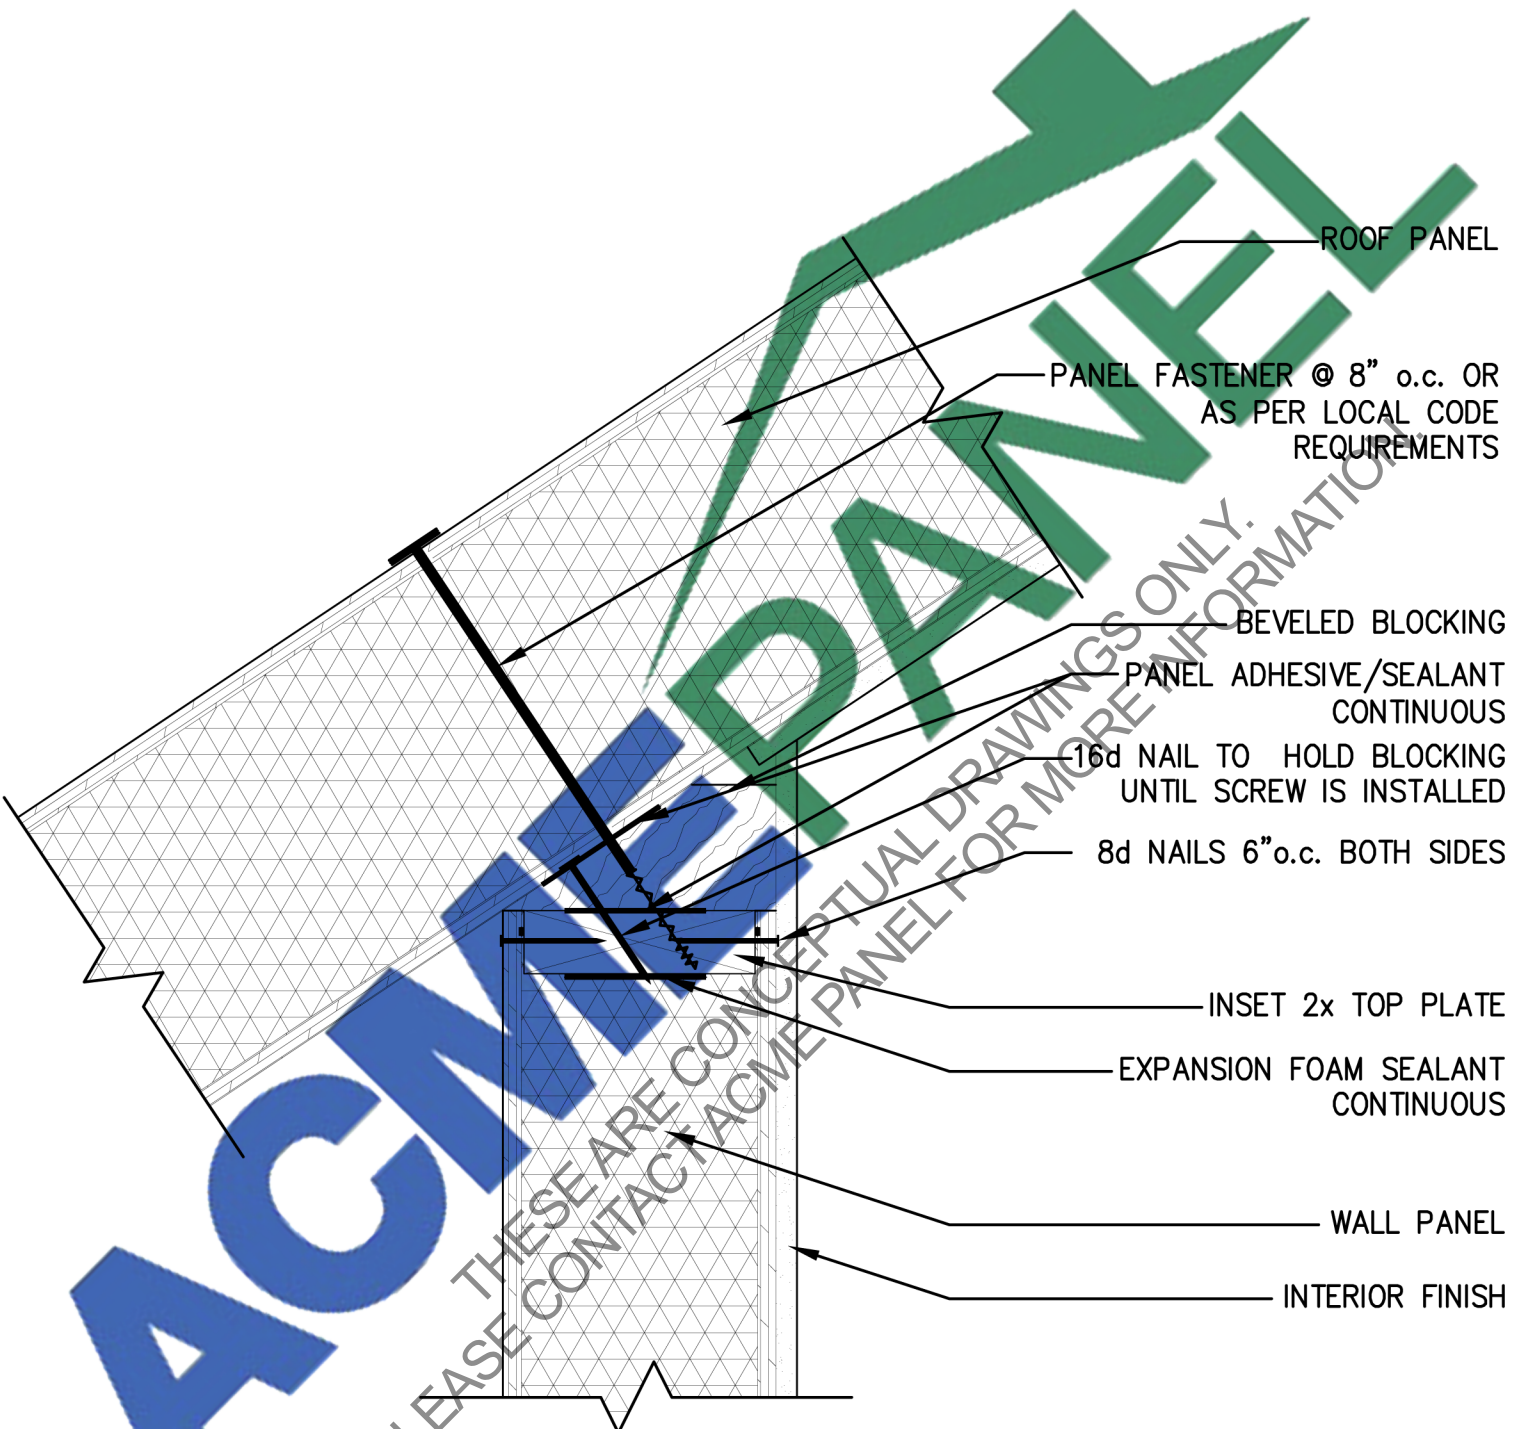 ROOF PANEL
PANEL FASTENER @ 8" o.c. OR
AS PER LOCAL CODE
REQUIREMENTS
BEVELED BLOCKING
PANEL ADHESIVE/SEALANT
CONTINUOUS
16d NAIL TO HOLD BLOCKING
UNTIL SCREW IS INSTALLED
8d NAILS 6"o.c. BOTH SIDES
INSET 2x TOP PLATE
EXPANSION FOAM SEALANT
CONTINUOUS
WALL PANEL
INTERIOR FINISH
ACME PANEL
THESE ARE CONCEPTUAL DRAWINGS ONLY.
LEASE CONTACT ACME PANEL FOR MORE INFORMATION.